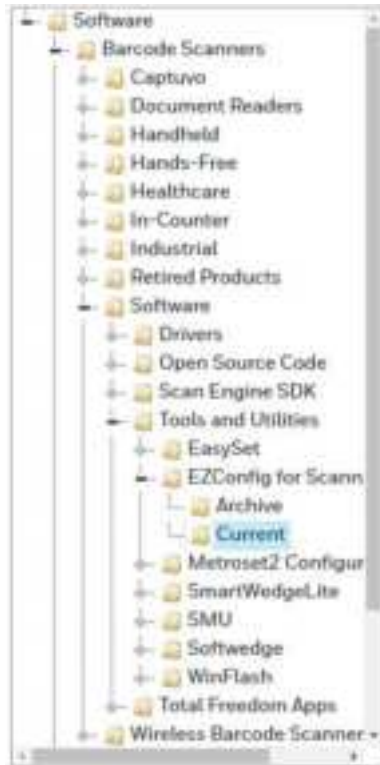 Software
Barcode Scanners
Captuvo
Document Readers
Handheld
Hands-Free
Healthcare
In-Counter
Industrial
Retired Products
Software
Drivers
Open Source Code
Scan Engine SDK
Tools and Utilities
EasySet
EZConfig for Scann
Archive
Current
Metroset2 Configur
SmartWedgeLite
SMU
Softwedge
WinFlash
Total Freedom Apps
Wireless Barcode Scanner